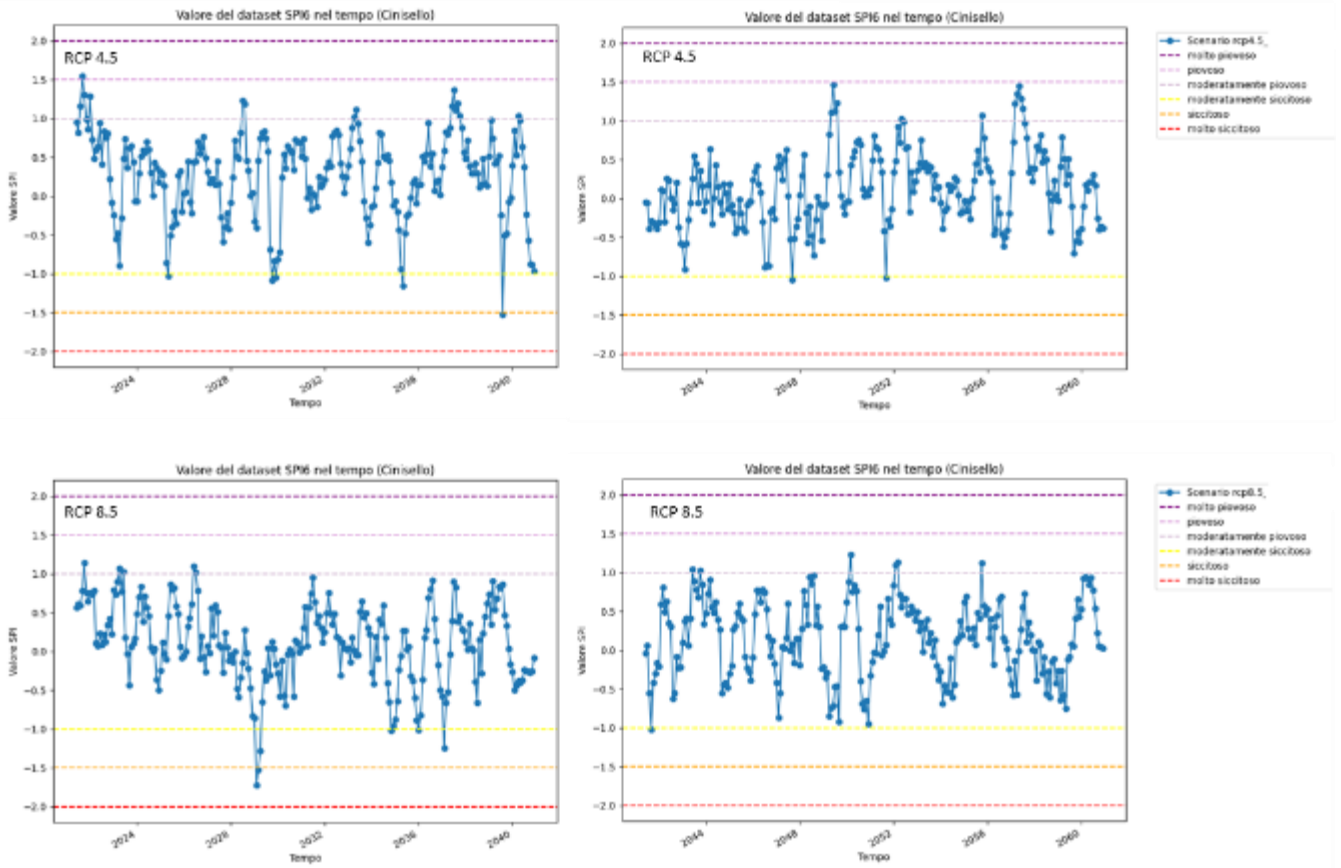 Valore del dataset SPI6 nel tempo (Cinisello)
RCP 4.5
2.0
1.5
1.0
0.5
0.0
−0.5
−1.0
−1.5
−2.0
Valore SPI
2024
2028
2032
2036
2040
Tempo
Valore del dataset SPI6 nel tempo (Cinisello)
RCP 4.5
2.0
1.5
1.0
0.5
0.0
−0.5
−1.0
−1.5
−2.0
Valore SPI
2044
2048
2052
2056
2060
Tempo
Scenario rcp4.5_
molto piovoso
piovoso
moderatamente piovoso
moderatamente siccitoso
siccitoso
molto siccitoso
Valore del dataset SPI6 nel tempo (Cinisello)
RCP 8.5
2.0
1.5
1.0
0.5
0.0
−0.5
−1.0
−1.5
−2.0
Valore SPI
2024
2028
2032
2036
2040
Tempo
Valore del dataset SPI6 nel tempo (Cinisello)
RCP 8.5
2.0
1.5
1.0
0.5
0.0
−0.5
−1.0
−1.5
−2.0
Valore SPI
2044
2048
2052
2056
2060
Tempo
Scenario rcp8.5_
molto piovoso
piovoso
moderatamente piovoso
moderatamente siccitoso
siccitoso
molto siccitoso